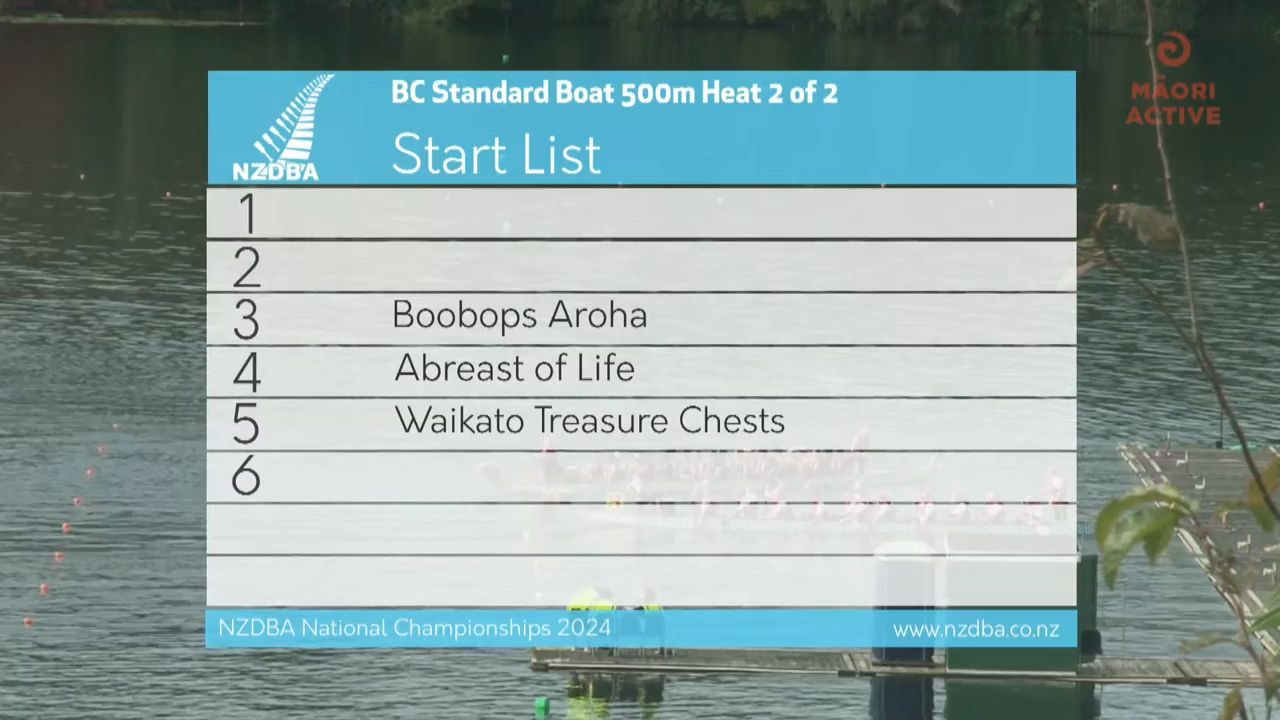 BC Standard Boat 500m Heat 2 of 2
NZDBA
Start List
MĀORI
ACTIVE
1
2
3 Boobops Aroha
4 Abreast of Life
5 Waikato Treasure Chests
6
NZDBA National Championships 2024 www.nzdba.co.nz